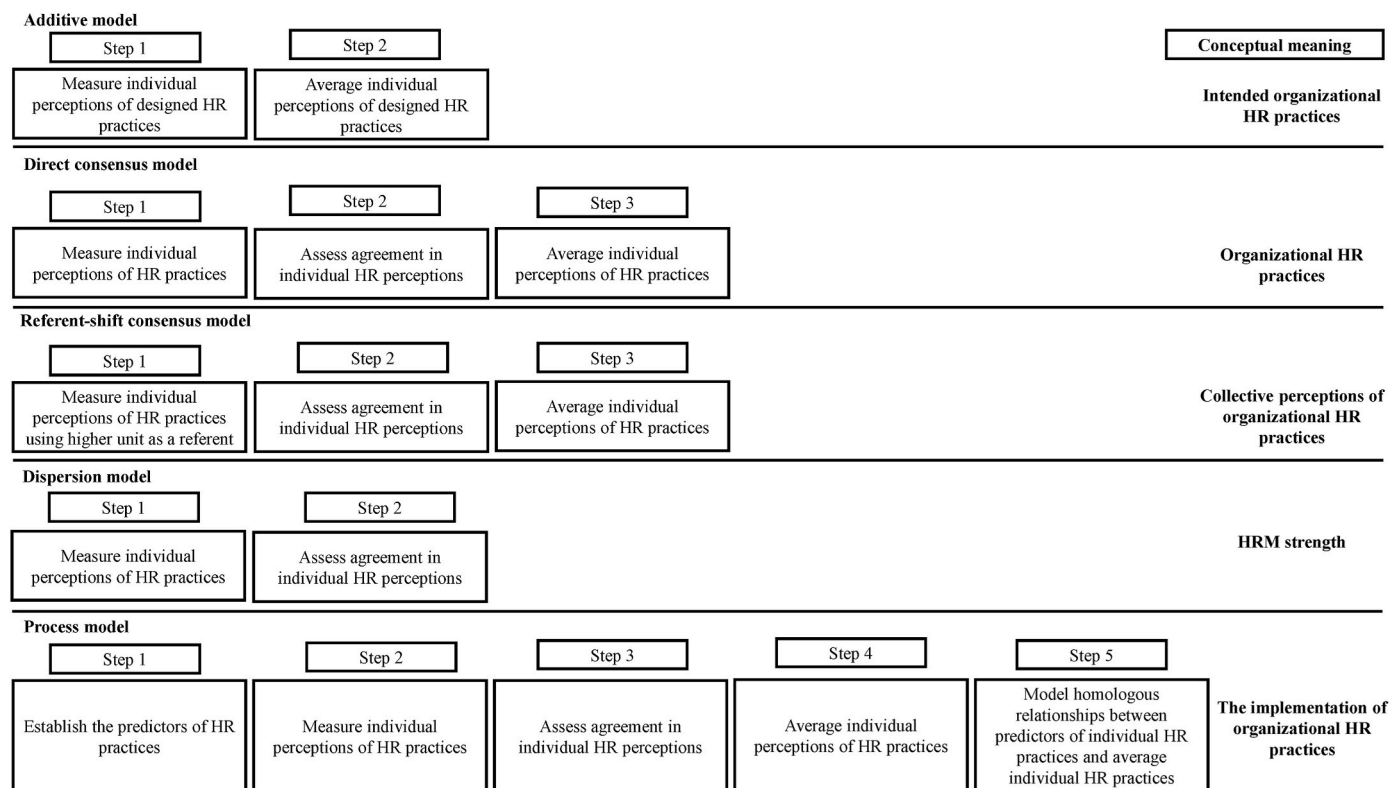 Additive model
Step 1
Step 2
Conceptual meaning
Measure individual
perceptions of designed HR
practices
Average individual
perceptions of designed HR
practices
Intended organizational
HR practices
Direct consensus model
Step 1
Step 2
Step 3
Measure individual
perceptions of HR practices
Assess agreement in
individual HR perceptions
Average individual
perceptions of HR practices
Organizational HR
practices
Referent-shift consensus model
Step 1
Step 2
Step 3
Measure individual
perceptions of HR practices
using higher unit as a referent
Assess agreement in
individual HR perceptions
Average individual
perceptions of HR practices
Collective perceptions of
organizational HR
practices
Dispersion model
Step 1
Step 2
Measure individual
perceptions of HR practices
Assess agreement in
individual HR perceptions
HRM strength
Process model
Step 1
Step 2
Step 3
Step 4
Step 5
Establish the predictors of HR
practices
Measure individual
perceptions of HR practices
Assess agreement in
individual HR perceptions
Average individual
perceptions of HR practices
Model homologous
relationships between
predictors of individual HR
practices and average
individual HR practices
The implementation of
organizational HR
practices